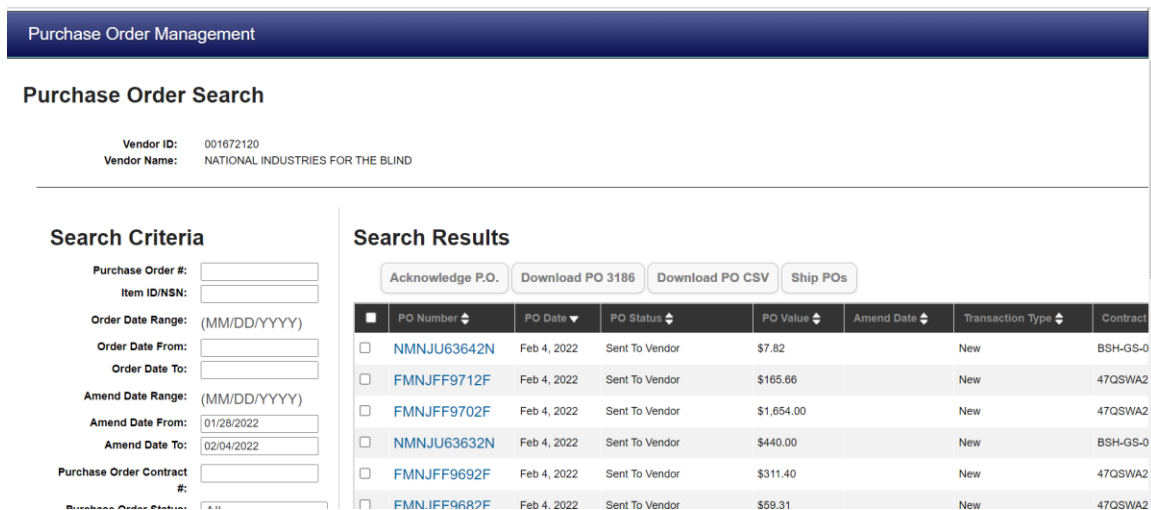 Purchase Order Management
Purchase Order Search
Vendor ID: 001672120
Vendor Name: NATIONAL INDUSTRIES FOR THE BLIND
Search Criteria
Purchase Order #:
Item ID/NSN:
Order Date Range: (MM/DD/YYYY)
Order Date From:
Order Date To:
Amend Date Range: (MM/DD/YYYY)
Amend Date From: 01/28/2022
Amend Date To: 02/04/2022
Purchase Order Contract
#:
Purchase Order Status: All
Search Results
Acknowledge P.O. Download PO 3186 Download PO CSV Ship POs
PO Number PO Date PO Status PO Value Amend Date Transaction Type Contract
NMNJU63642N Feb 4, 2022 Sent To Vendor $7.82 New BSH-GS-0
FMNJFF9712F Feb 4, 2022 Sent To Vendor $165.66 New 47QSWA2
FMNJFF9702F Feb 4, 2022 Sent To Vendor $1,654.00 New 47QSWA2
NMNJU63632N Feb 4, 2022 Sent To Vendor $440.00 New BSH-GS-0
FMNJFF9692F Feb 4, 2022 Sent To Vendor $311.40 New 47QSWA2
FMNJFF9682F Feb 4, 2022 Sent To Vendor $59.31 New 47QSWA2